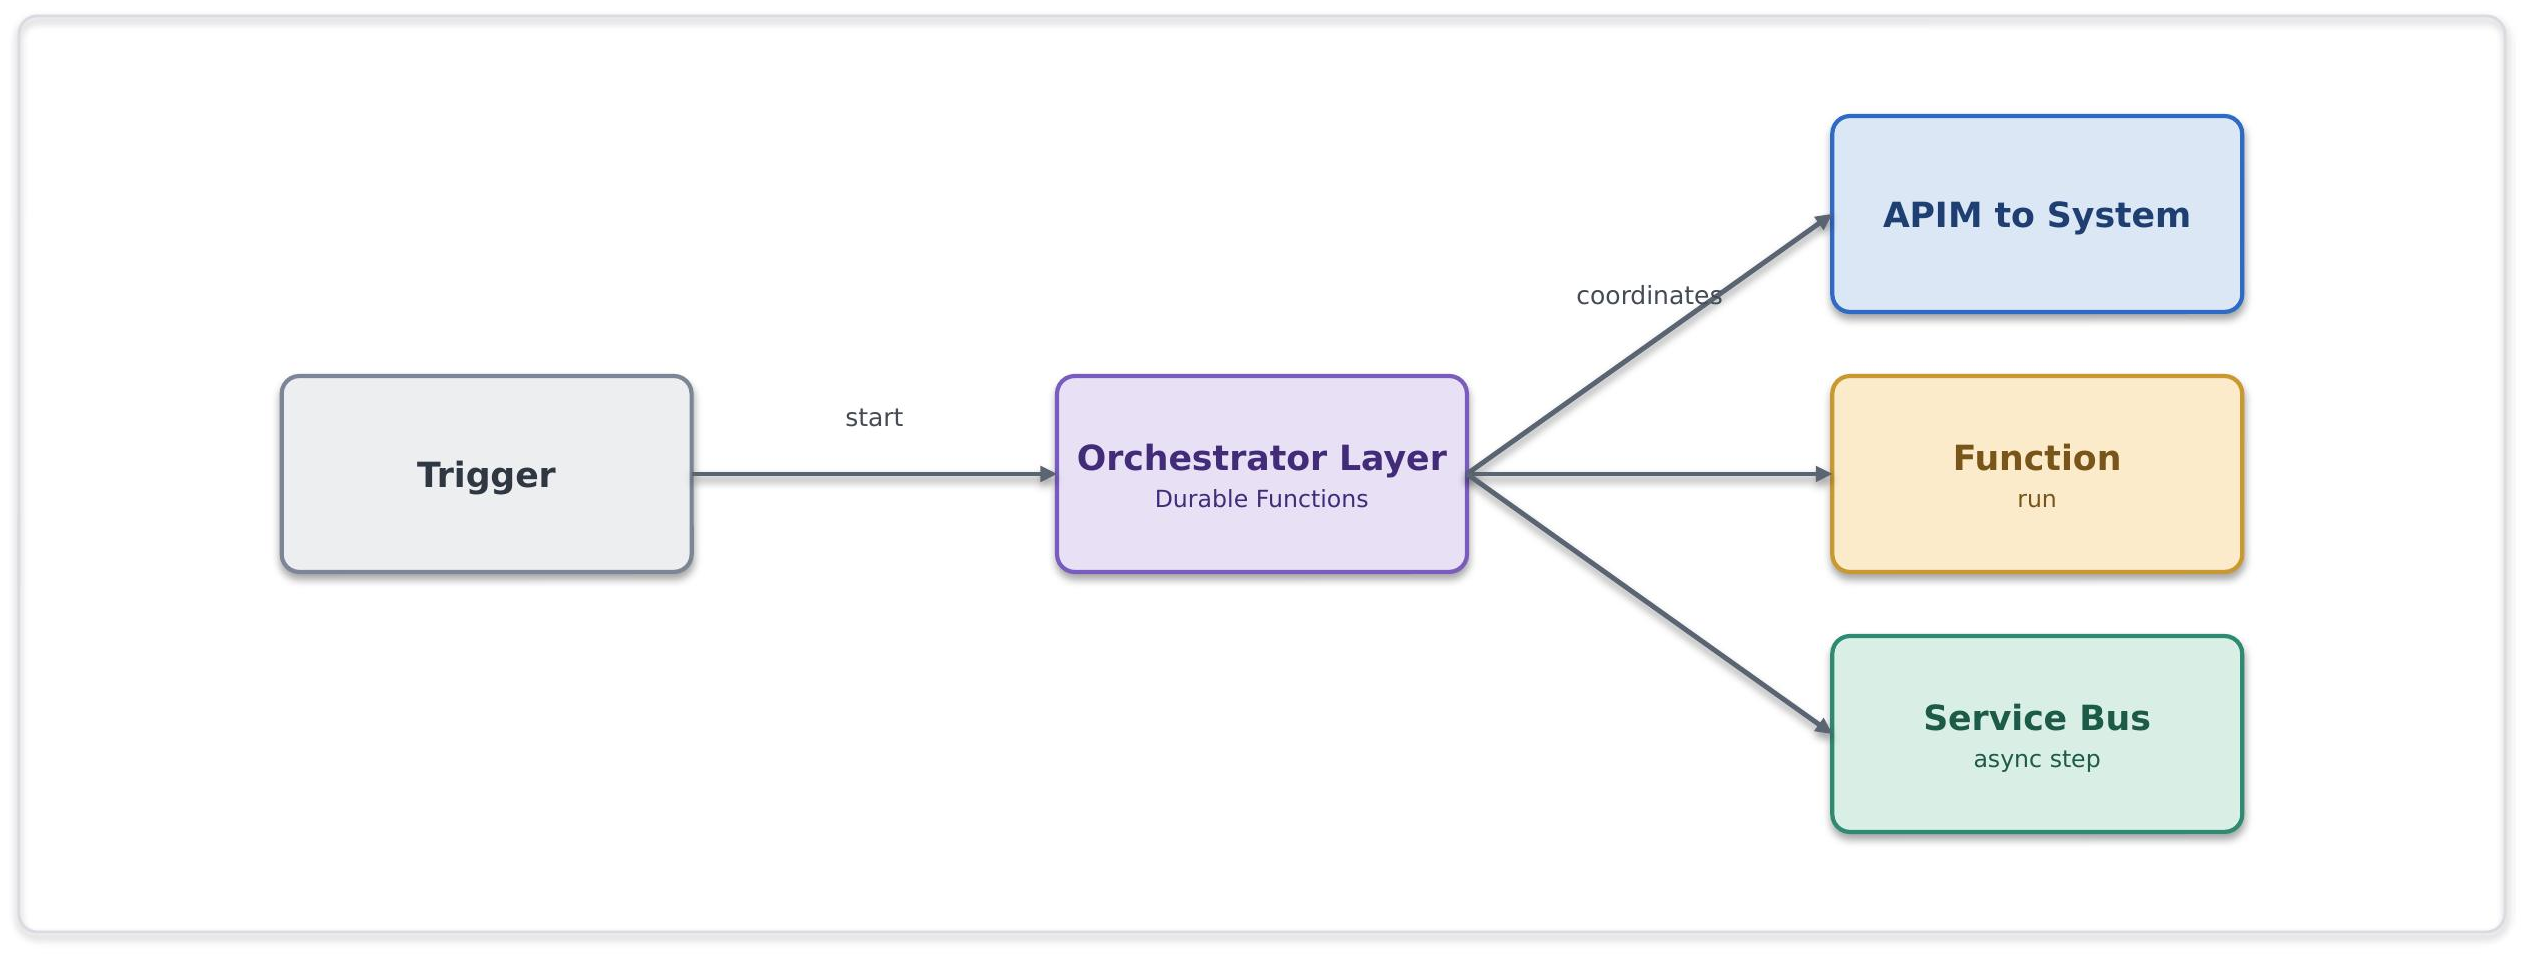 Trigger
start
Orchestrator Layer
Durable Functions
coordinates
APIM to System
Function
run
Service Bus
async step